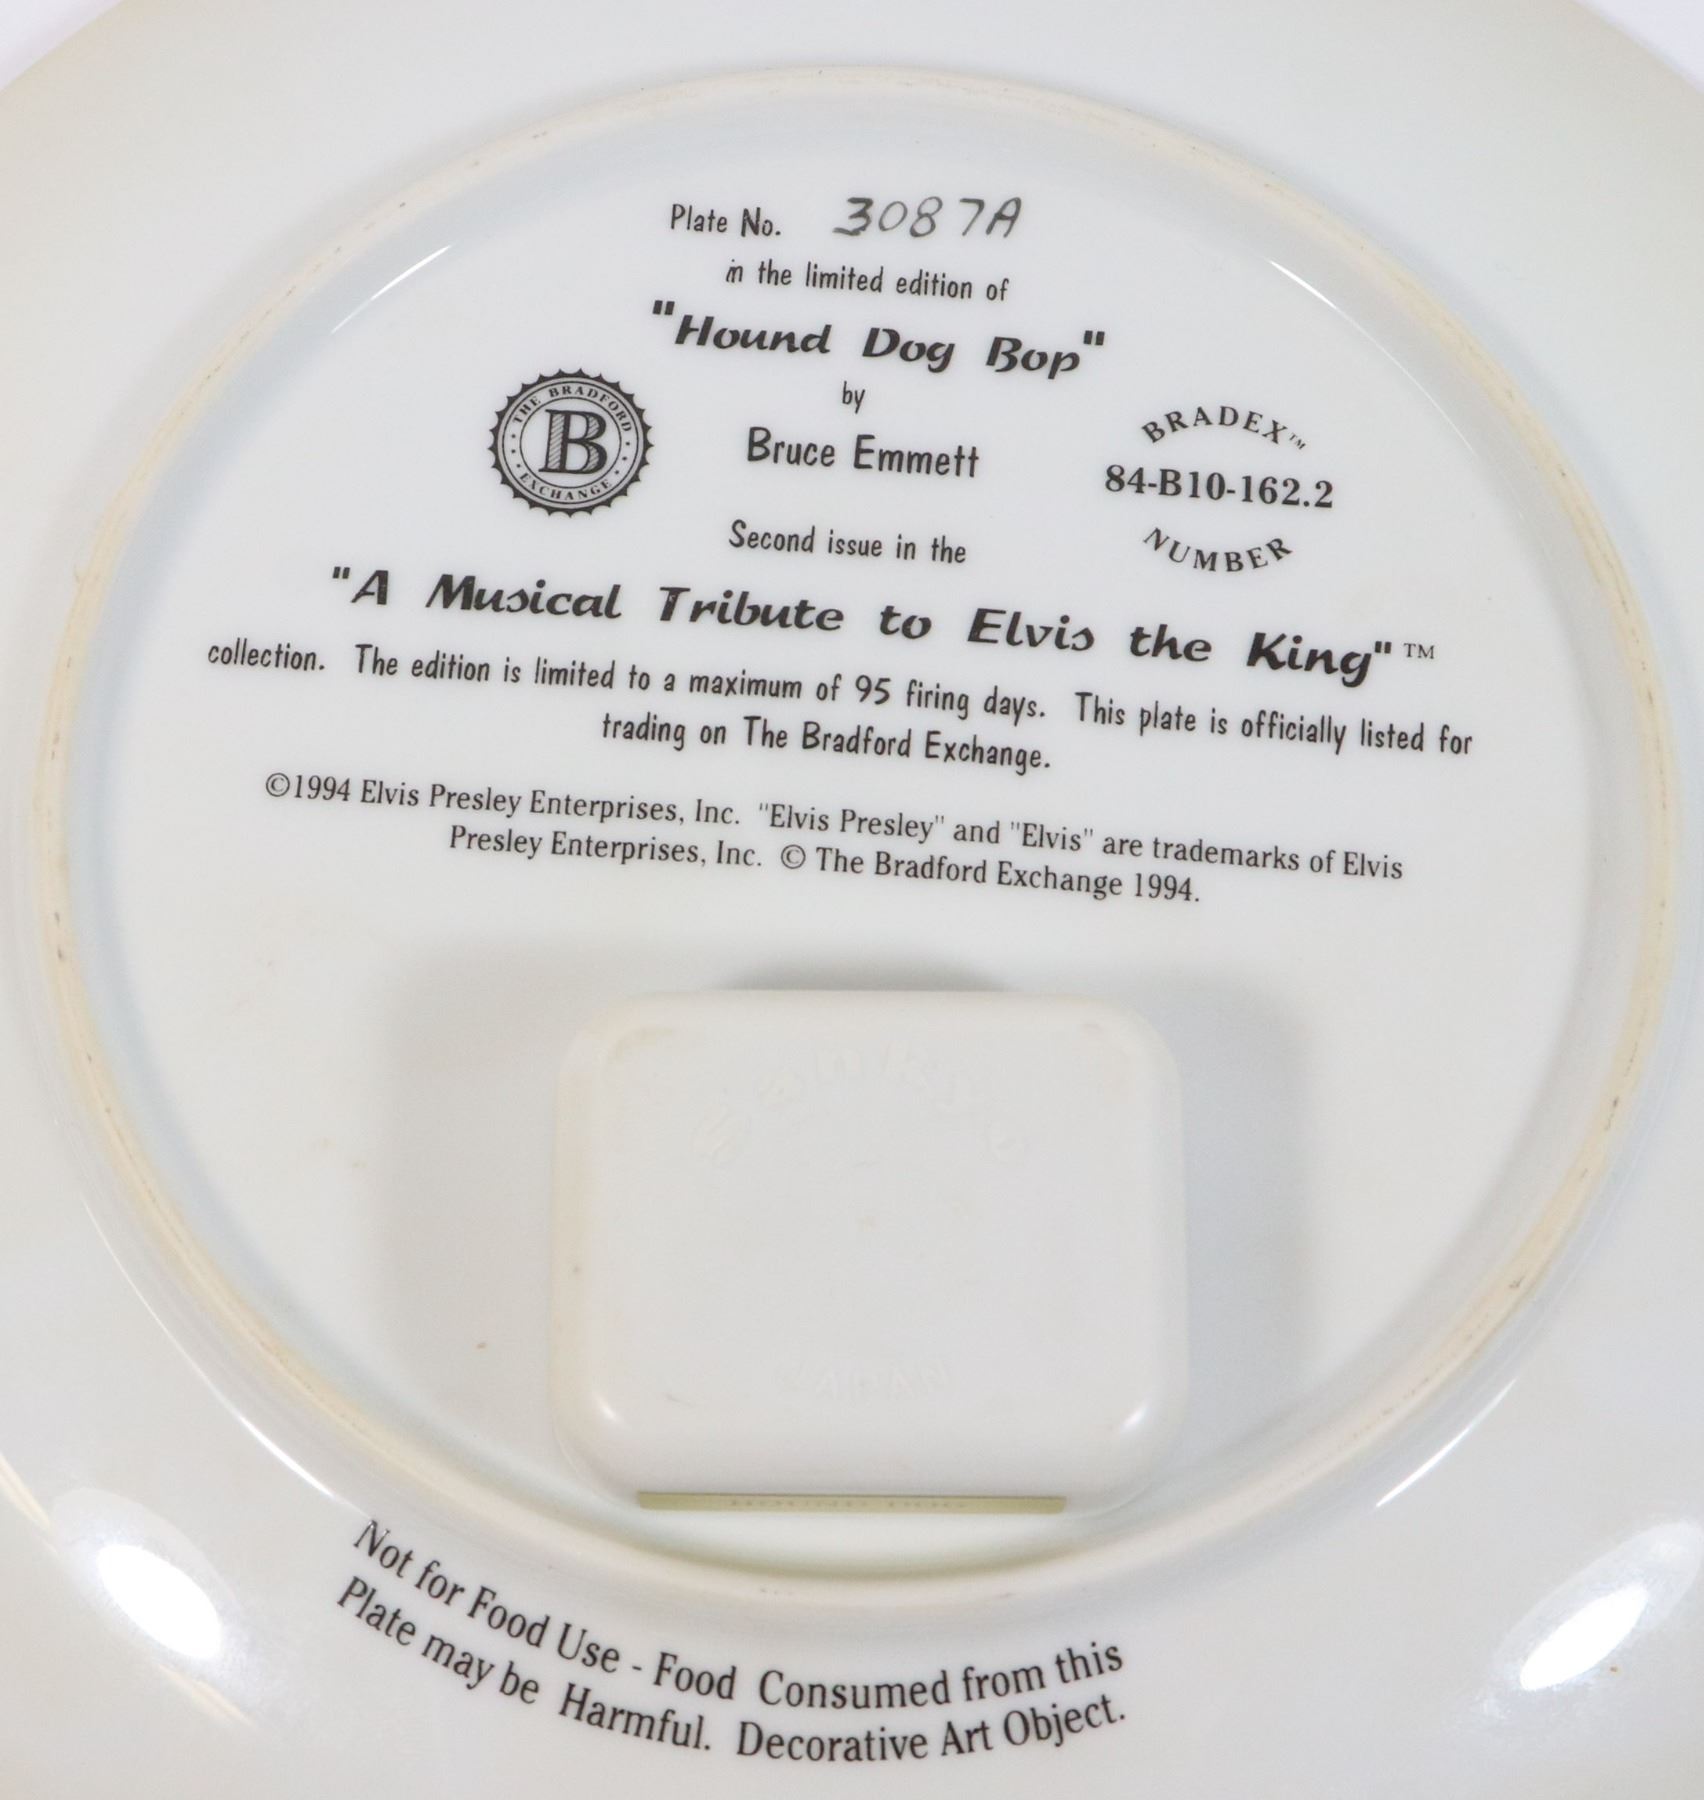 Plate No. 3087A
in the limited edition of
"Hound Dog Bop"
by
Bruce Emmett
THE BRADFORD
B
EXCHANGE
BRADEX™
84-B10-162.2
NUMBER
Second issue in the
"A Musical Tribute to Elvis the King"™
collection. The edition is limited to a maximum of 95 firing days. This plate is officially listed for
trading on The Bradford Exchange.
©1994 Elvis Presley Enterprises, Inc. "Elvis Presley" and "Elvis" are trademarks of Elvis
Presley Enterprises, Inc. © The Bradford Exchange 1994.
Sankyo
JAPAN
HOUND DOG
Not for Food Use - Food Consumed from this
Plate may be Harmful. Decorative Art Object.